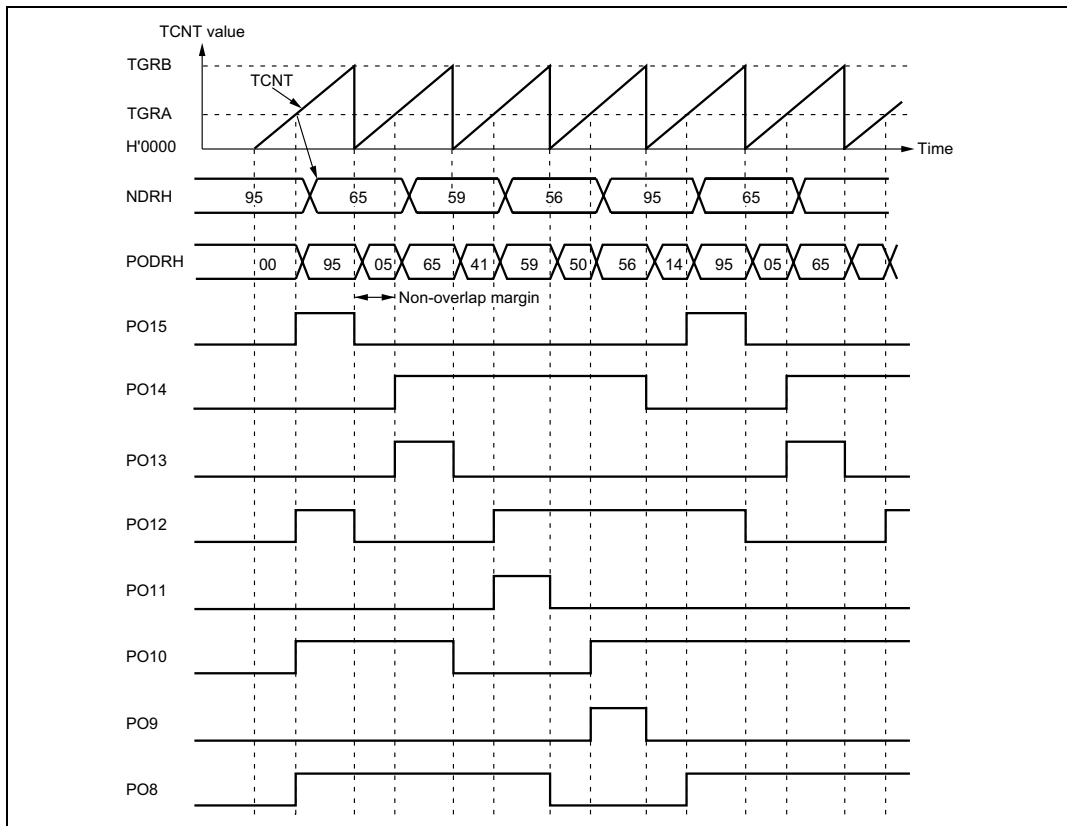 TCNT value
TGRB
TCNT
TGRA
H'0000
Time
NDRH
95 65 59 56 95 65
PODRH
00 95 05 65 41 59 50 56 14 95 05 65
Non-overlap margin
PO15
PO14
PO13
PO12
PO11
PO10
PO9
PO8